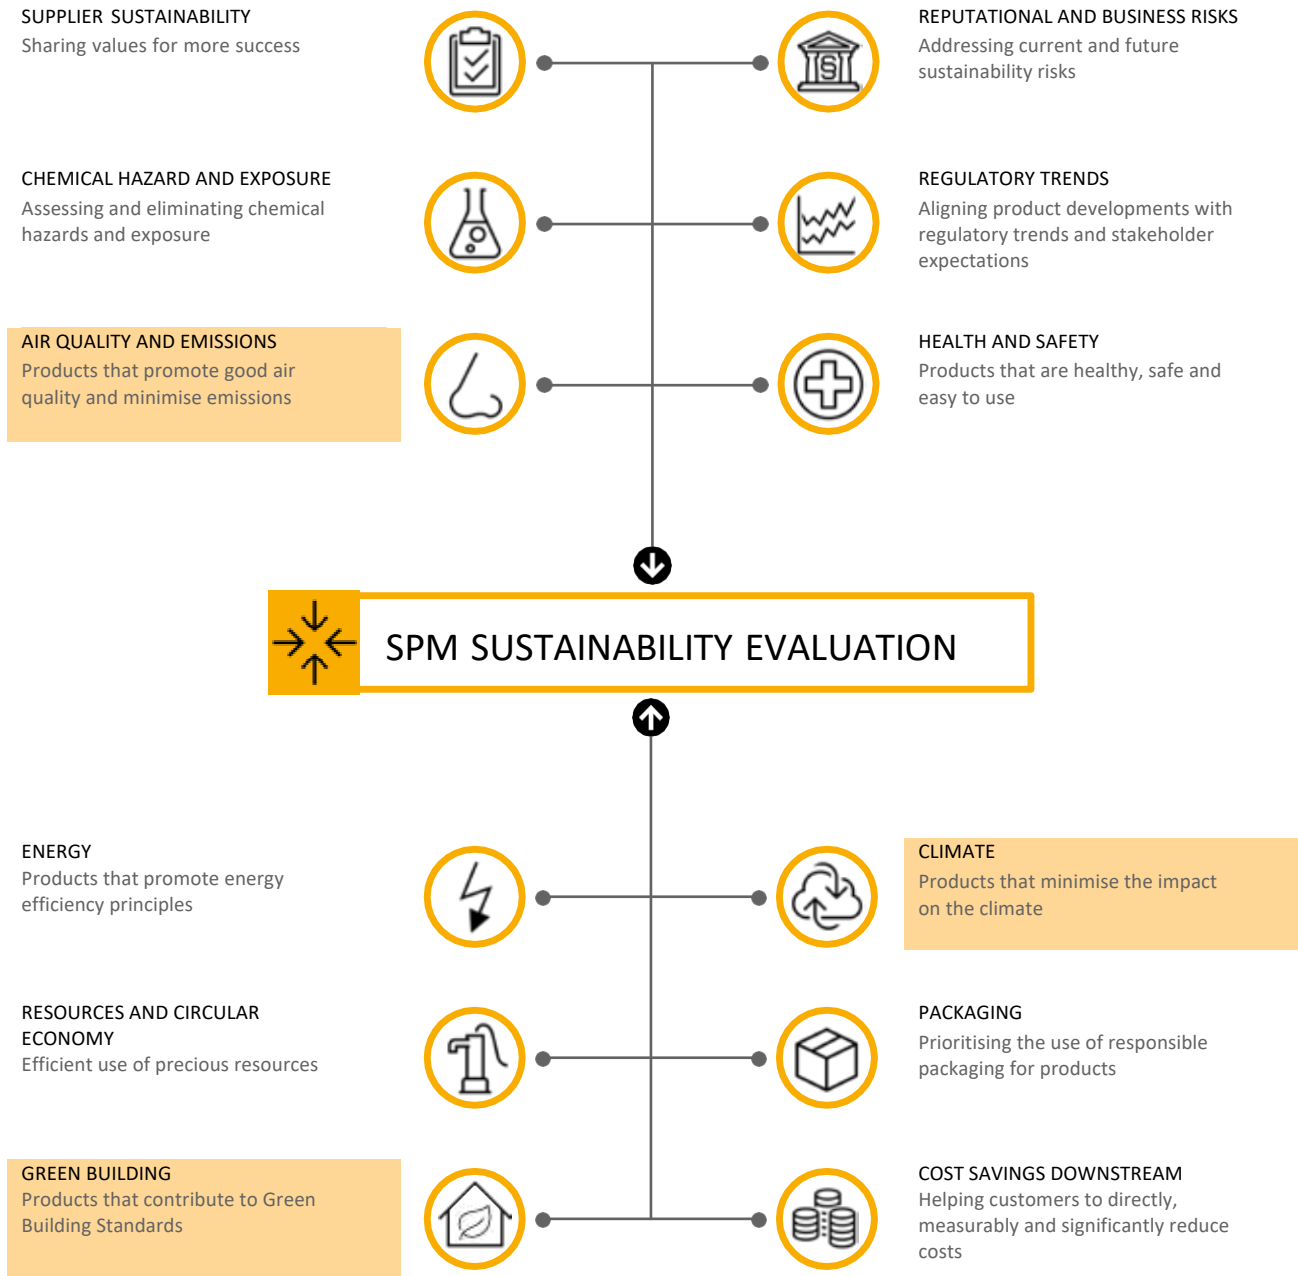 SUPPLIER SUSTAINABILITY
Sharing values for more success
REPUTATIONAL AND BUSINESS RISKS
Addressing current and future
sustainability risks
§
CHEMICAL HAZARD AND EXPOSURE
Assessing and eliminating chemical
hazards and exposure
REGULATORY TRENDS
Aligning product developments with
regulatory trends and stakeholder
expectations
AIR QUALITY AND EMISSIONS
Products that promote good air
quality and minimise emissions
HEALTH AND SAFETY
Products that are healthy, safe and
easy to use
SPM SUSTAINABILITY EVALUATION
ENERGY
Products that promote energy
efficiency principles
CLIMATE
Products that minimise the impact
on the climate
RESOURCES AND CIRCULAR
ECONOMY
Efficient use of precious resources
PACKAGING
Prioritising the use of responsible
packaging for products
GREEN BUILDING
Products that contribute to Green
Building Standards
COST SAVINGS DOWNSTREAM
Helping customers to directly,
measurably and significantly reduce
costs